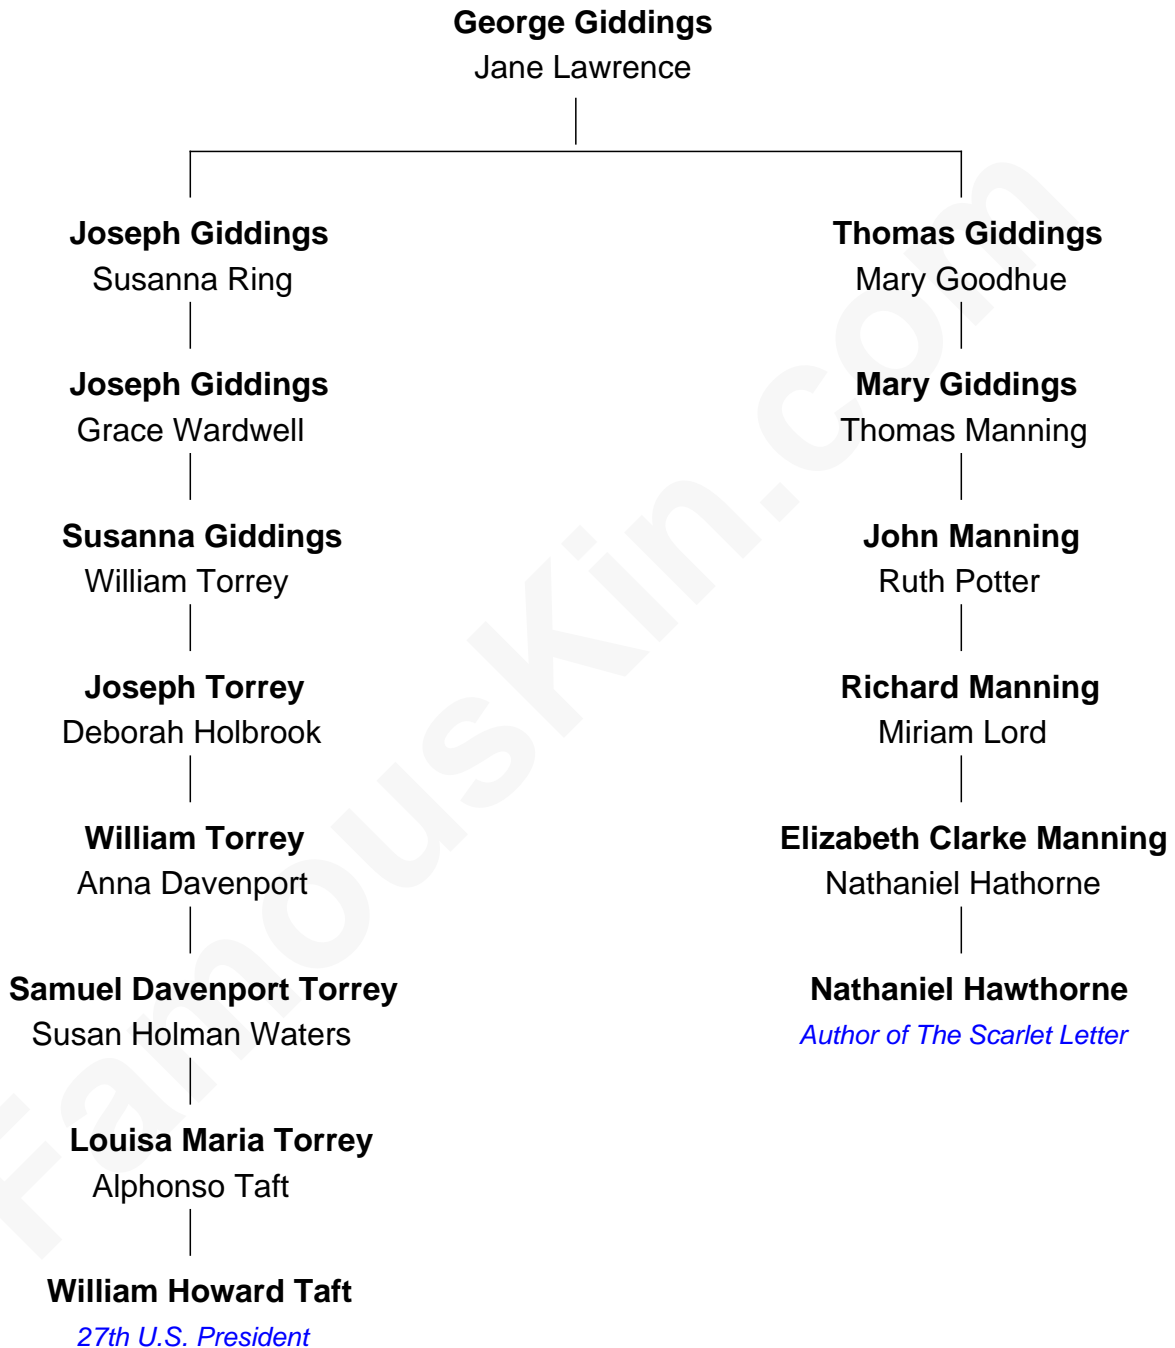 George Giddings
Jane Lawrence
Joseph Giddings
Susanna Ring
Joseph Giddings
Grace Wardwell
Susanna Giddings
William Torrey
Joseph Torrey
Deborah Holbrook
William Torrey
Anna Davenport
Samuel Davenport Torrey
Susan Holman Waters
Louisa Maria Torrey
Alphonso Taft
William Howard Taft
27th U.S. President
Thomas Giddings
Mary Goodhue
Mary Giddings
Thomas Manning
John Manning
Ruth Potter
Richard Manning
Miriam Lord
Elizabeth Clarke Manning
Nathaniel Hathorne
Nathaniel Hawthorne
Author of The Scarlet Letter
FamousKin.com